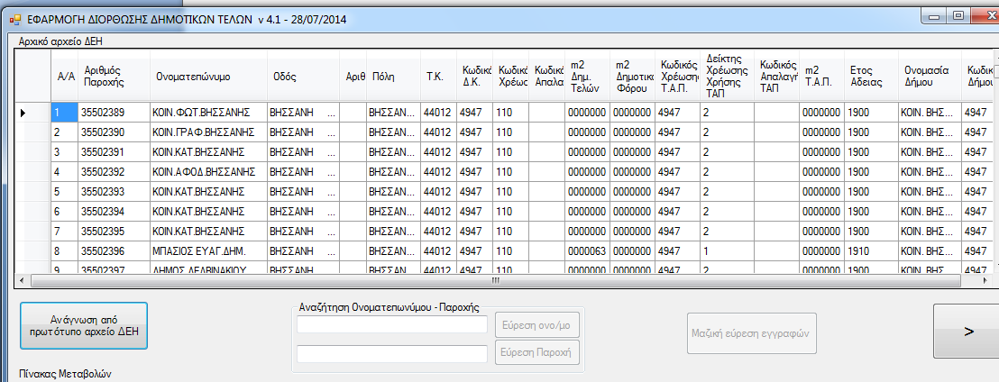 ΕΦΑΡΜΟΓΗ ΔΙΟΡΘΩΣΗΣ ΔΗΜΟΤΙΚΩΝ ΤΕΛΩΝ v 4.1 - 28/07/2014
Αρχικό αρχείο ΔΕΗ
Α/Α Αριθμός Παροχής Ονοματεπώνυμο Οδός Αριθ Πόλη Τ.Κ. Κωδικό Δ.Κ. Κωδικό Χρέωσ Κωδικό Απαλα m2 Δημ. Τελών m2 Δημοτικο Φόρου Κωδικός Χρέωσης Τ.Α.Π. Δείκτης Χρέωσης Χρήσης ΤΑΠ Κωδικός Απαλαγή ΤΑΠ m2 Τ.Α.Π. Ετος Αδειας Ονομασία Δήμου Κωδικ Δήμου
1 35502389 ΚΟΙΝ.ΦΩΤ.ΒΗΣΣΑΝΗΣ ΒΗΣΣΑΝΗ ... ΒΗΣΣΑΝ... 44012 4947 110 0000000 0000000 4947 2 0000000 1900 ΚΟΙΝ. ΒΗΣ... 4947
2 35502390 ΚΟΙΝ.ΓΡΑΦ.ΒΗΣΣΑΝΗΣ ΒΗΣΣΑΝΗ ... ΒΗΣΣΑΝ... 44012 4947 110 0000000 0000000 4947 2 0000000 1900 ΚΟΙΝ. ΒΗΣ... 4947
3 35502391 ΚΟΙΝ.ΚΑΤ.ΒΗΣΣΑΝΗΣ ΒΗΣΣΑΝΗ ... ΒΗΣΣΑΝ... 44012 4947 110 0000000 0000000 4947 2 0000000 1900 ΚΟΙΝ. ΒΗΣ... 4947
4 35502392 ΚΟΙΝ.ΑΦΟΔ.ΒΗΣΣΑΝΗΣ ΒΗΣΣΑΝΗ ... ΒΗΣΣΑΝ... 44012 4947 110 0000000 0000000 4947 2 0000000 1900 ΚΟΙΝ. ΒΗΣ... 4947
5 35502393 ΚΟΙΝ.ΚΑΤ.ΒΗΣΣΑΝΗΣ ΒΗΣΣΑΝΗ ... ΒΗΣΣΑΝ... 44012 4947 110 0000000 0000000 4947 2 0000000 1900 ΚΟΙΝ. ΒΗΣ... 4947
6 35502394 ΚΟΙΝ.ΚΑΤ.ΒΗΣΣΑΝΗΣ ΒΗΣΣΑΝΗ ... ΒΗΣΣΑΝ... 44012 4947 110 0000000 0000000 4947 2 0000000 1900 ΚΟΙΝ. ΒΗΣ... 4947
7 35502395 ΚΟΙΝ.ΚΑΤ.ΒΗΣΣΑΝΗΣ ΒΗΣΣΑΝΗ ... ΒΗΣΣΑΝ... 44012 4947 110 0000000 0000000 4947 2 0000000 1900 ΚΟΙΝ. ΒΗΣ... 4947
8 35502396 ΜΠΑΣΙΟΣ ΕΥΑΓ.ΔΗΜ. ΒΗΣΣΑΝΗ ... ΒΗΣΣΑΝ... 44012 4947 110 0000063 0000000 4947 1 0000000 1910 ΚΟΙΝ. ΒΗΣ... 4947
9 35502397 ΔΗΜΟΣ ΔΕΛΒΙΝΑΚΙΟΥ ΒΗΣΣΑΝΗ ... ΒΗΣΣΑΝ... 44012 4947 110 0000000 0000000 4947 2 0000000 1900 ΚΟΙΝ. ΒΗΣ... 4947
Ανάγνωση από
πρωτότυπο αρχείο ΔΕΗ
Αναζήτηση Ονοματεπωνύμου - Παροχής
Εύρεση ονο/μο
Εύρεση Παροχή
Μαζική εύρεση εγγραφών
>
Πίνακας Μεταβολών